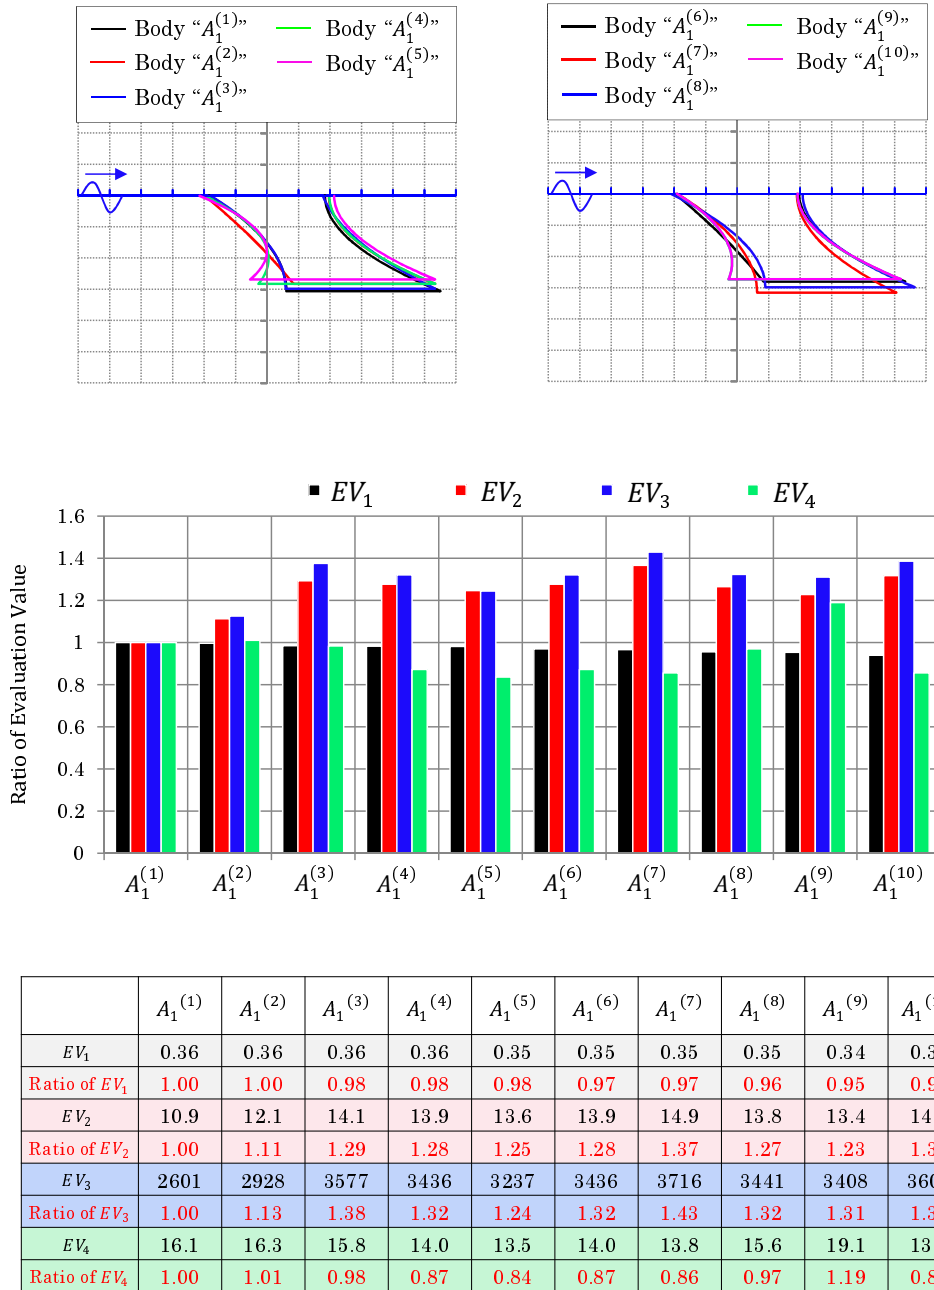 Body “A₁⁽¹⁾” Body “A₁⁽⁴⁾”
Body “A₁⁽²⁾” Body “A₁⁽⁵⁾”
Body “A₁⁽³⁾”
Body “A₁⁽⁶⁾” Body “A₁⁽⁹⁾”
Body “A₁⁽⁷⁾” Body “A₁⁽¹⁰⁾”
Body “A₁⁽⁸⁾”
EV₁ EV₂ EV₃ EV₄
Ratio of Evaluation Value
1.6
1.4
1.2
1
0.8
0.6
0.4
0.2
0
A₁⁽¹⁾ A₁⁽²⁾ A₁⁽³⁾ A₁⁽⁴⁾ A₁⁽⁵⁾ A₁⁽⁶⁾ A₁⁽⁷⁾ A₁⁽⁸⁾ A₁⁽⁹⁾ A₁⁽¹⁰⁾
A₁⁽¹⁾ A₁⁽²⁾ A₁⁽³⁾ A₁⁽⁴⁾ A₁⁽⁵⁾ A₁⁽⁶⁾ A₁⁽⁷⁾ A₁⁽⁸⁾ A₁⁽⁹⁾
EV₁ 0.36 0.36 0.36 0.36 0.35 0.35 0.35 0.35 0.34
Ratio of EV₁ 1.00 1.00 0.98 0.98 0.98 0.97 0.97 0.96 0.95
EV₂ 10.9 12.1 14.1 13.9 13.6 13.9 14.9 13.8 13.4
Ratio of EV₂ 1.00 1.11 1.29 1.28 1.25 1.28 1.37 1.27 1.23
EV₃ 2601 2928 3577 3436 3237 3436 3716 3441 3408
Ratio of EV₃ 1.00 1.13 1.38 1.32 1.24 1.32 1.43 1.32 1.31
EV₄ 16.1 16.3 15.8 14.0 13.5 14.0 13.8 15.6 19.1
Ratio of EV₄ 1.00 1.01 0.98 0.87 0.84 0.87 0.86 0.97 1.19